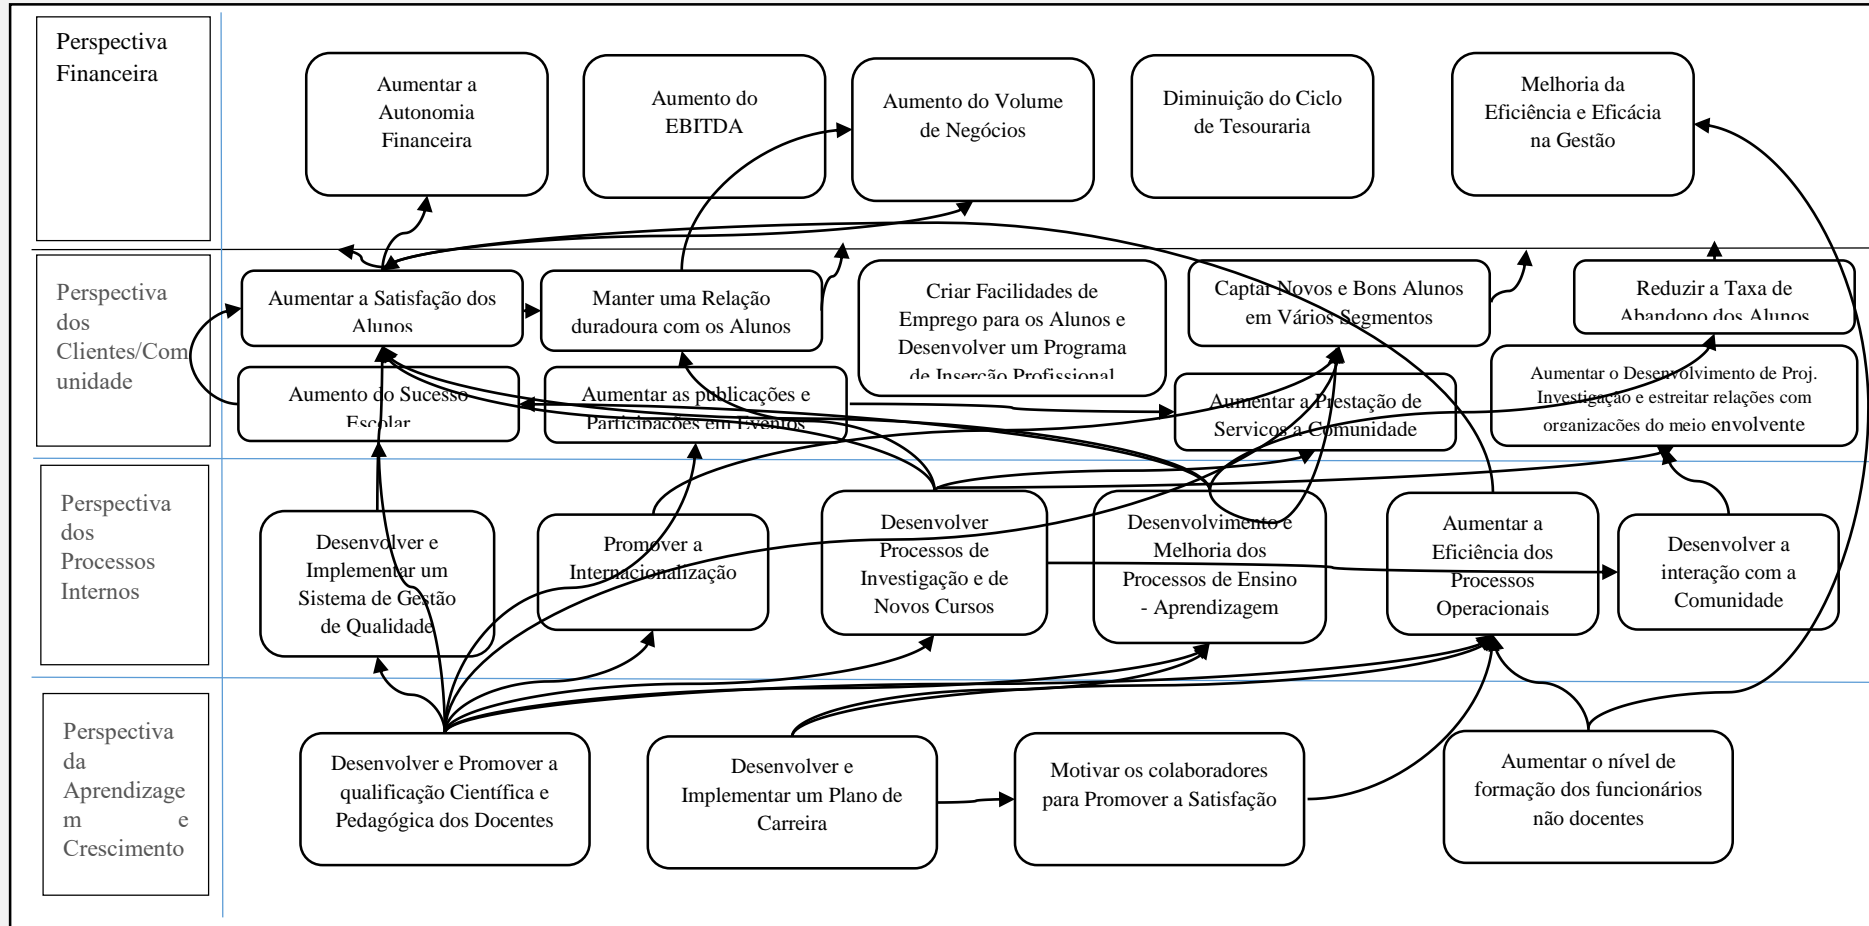 Perspectiva
Financeira
Aumentar a
Autonomia
Financeira
Aumento do
EBITDA
Aumento do Volume
de Negócios
Diminuição do Ciclo
de Tesouraria
Melhoria da
Eficiência e Eficácia
na Gestão
Perspectiva
dos
Clientes/Com
unidade
Aumentar a Satisfação dos
Alunos
Manter uma Relação
duradoura com os Alunos
Criar Facilidades de
Emprego para os Alunos e
Desenvolver um Programa
de Inserção Profissional
Captar Novos e Bons Alunos
em Vários Segmentos
Reduzir a Taxa de
Abandono dos Alunos
Aumento do Sucesso
Escolar
Aumentar as publicações e
Participações em Eventos
Aumentar a Prestação de
Serviços a Comunidade
Aumentar o Desenvolvimento de Proj.
Investigação e estreitar relações com
organizações do meio envolvente
Perspectiva
dos
Processos
Internos
Desenvolver e
Implementar um
Sistema de Gestão
de Qualidade
Promover a
Internacionalização
Desenvolver
Processos de
Investigação e de
Novos Cursos
Desenvolvimento e
Melhoria dos
Processos de Ensino
- Aprendizagem
Aumentar a
Eficiência dos
Processos
Operacionais
Desenvolver a
interação com a
Comunidade
Perspectiva
da
Aprendizage
m e
Crescimento
Desenvolver e Promover a
qualificação Científica e
Pedagógica dos Docentes
Desenvolver e
Implementar um Plano de
Carreira
Motivar os colaboradores
para Promover a Satisfação
Aumentar o nível de
formação dos funcionários
não docentes